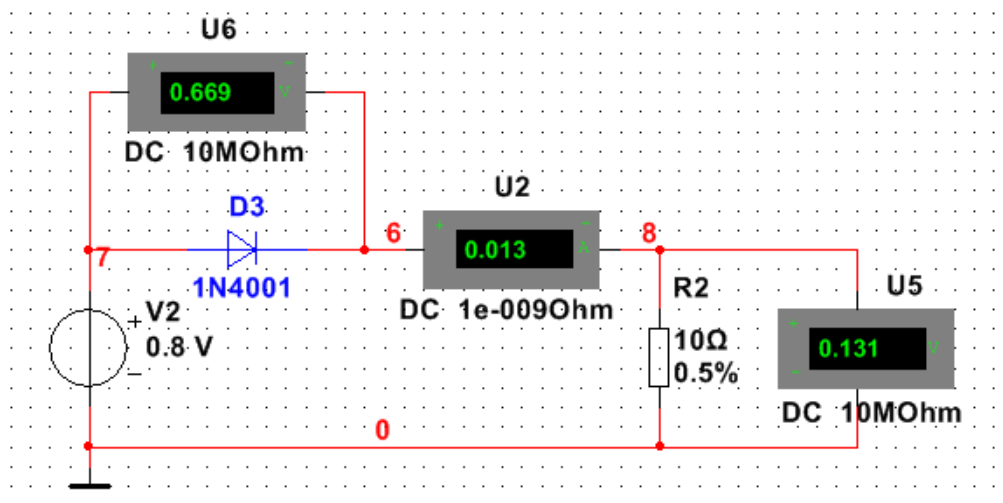 U6
+ -
0.669 V
DC 10MOhm
D3
7
1N4001
6
U2
+ -
0.013 A
DC 1e-009Ohm
8
V2
+
0.8 V
-
R2
10Ω
0.5%
U5
+
0.131 V
-
DC 10MOhm
0